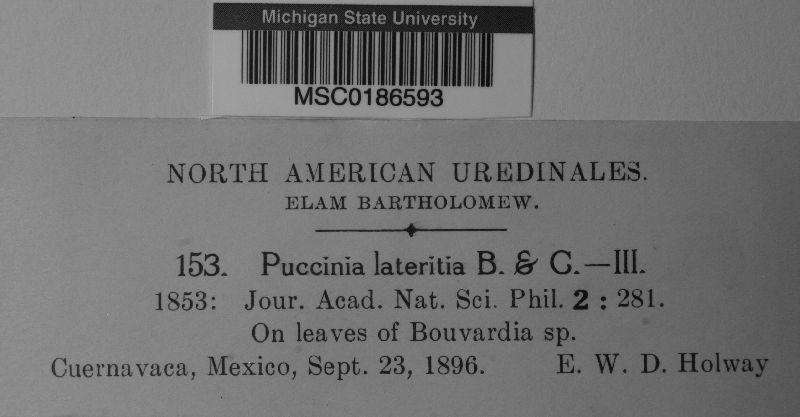 Michigan State University
MSC0186593
NORTH AMERICAN UREDINALES.
ELAM BARTHOLOMEW.
153. Puccinia lateritia B. & C.—III.
1853: Jour. Acad. Nat. Sci. Phil. 2 : 281.
On leaves of Bouvardia sp.
Cuernavaca, Mexico, Sept. 23, 1896. E. W. D. Holway